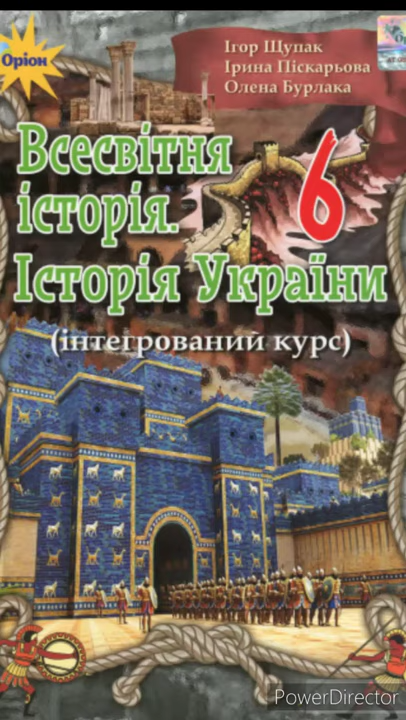 Оріон
Ігор Щупак
Ірина Піскарьова
Олена Бурлака
Всесвітня
історія.
6
Історія України
(інтегрований курс)
PowerDirector